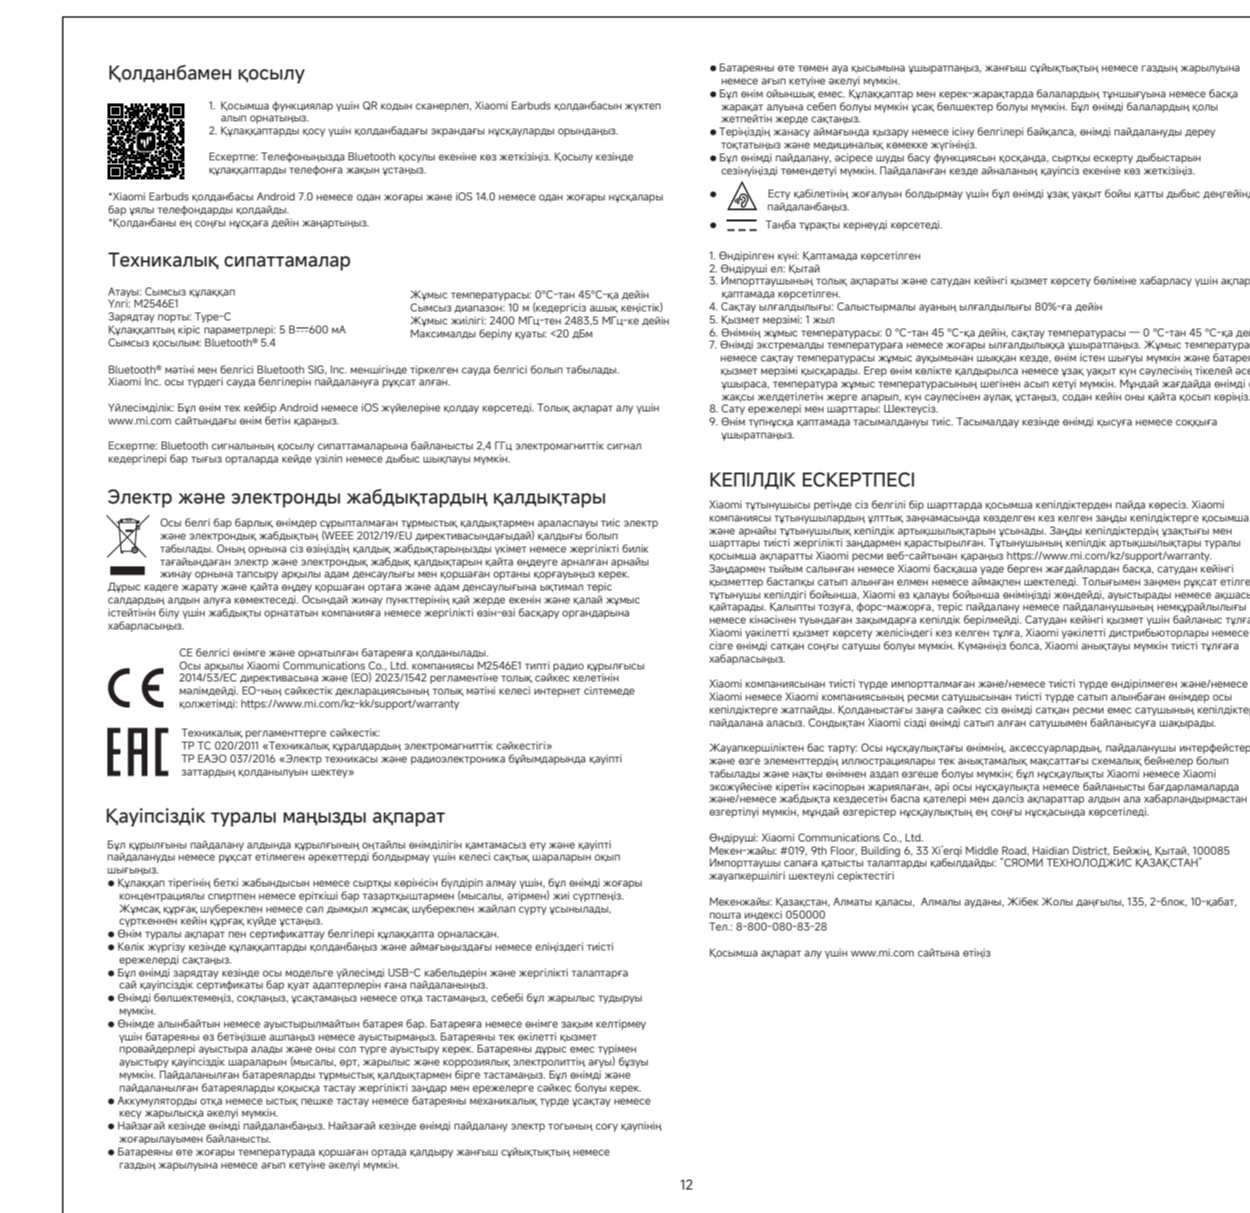 Қолданбамен қосылу
1. Қосымша функциялар үшін QR кодын сканерлеп, Xiaomi Earbuds қолданбасын жүктеп
алып орнатыңыз.
2. Құлаққаптарды қосу үшін қолданбадағы экрандағы нұсқауларды орындаңыз.
Ескертпе: Телефоныңызда Bluetooth қосулы екеніне көз жеткізіңіз. Қосылу кезінде
құлаққаптарды телефонға жақын ұстаңыз.
*Xiaomi Earbuds қолданбасы Android 7.0 немесе одан жоғары және iOS 14.0 немесе одан жоғары нұсқалары
бар ұялы телефондарды қолдайды.
*Қолданбаны ең соңғы нұсқаға дейін жаңартыңыз.
Техникалық сипаттамалар
Атауы: Сымсыз құлаққап
Үлгі: M2546E1
Зарядтау порты: Type-C
Құлаққаптың кіріс параметрлері: 5 В⎓600 мА
Сымсыз қосылым: Bluetooth® 5.4
Жұмыс температурасы: 0°C-тан 45°C-қа дейін
Сымсыз диапазон: 10 м (кедергісіз ашық кеңістік)
Жұмыс жиілігі: 2400 МГц-тен 2483,5 МГц-ке дейін
Максималды берілу қуаты: <20 дБм
Bluetooth® мәтіні мен белгісі Bluetooth SIG, Inc. меншігінде тіркелген сауда белгісі болып табылады.
Xiaomi Inc. осы түрдегі сауда белгілерін пайдалануға рұқсат алған.
Үйлесімділік: Бұл өнім тек кейбір Android немесе iOS жүйелеріне қолдау көрсетеді. Толық ақпарат алу үшін
www.mi.com сайтындағы өнім бетін қараңыз.
Ескертпе: Bluetooth сигналының қосылу сипаттамаларына байланысты 2,4 ГГц электромагниттік сигнал
кедергілері бар тығыз орталарда кейде үзіліп немесе дыбыс шықпауы мүмкін.
Электр және электронды жабдықтардың қалдықтары
Осы белгі бар барлық өнімдер сұрыпталмаған тұрмыстық қалдықтармен араласпауы тиіс электр
және электрондық жабдықтың (WEEE 2012/19/EU директивасындағыдай) қалдығы болып
табылады. Оның орнына сіз өзіңіздің қалдық жабдықтарыңызды үкімет немесе жергілікті билік
тағайындаған электр және электрондық жабдық қалдықтарын қайта өңдеуге арналған арнайы
жинау орнына тапсыру арқылы адам денсаулығы мен қоршаған ортаны қорғауыңыз керек.
Дұрыс кәдеге жарату және қайта өңдеу қоршаған ортаға және адам денсаулығына ықтимал теріс
салдардың алдын алуға көмектеседі. Осындай жинау пункттерінің қай жерде екенін және қалай жұмыс
істейтінін білу үшін жабдықты орнататын компанияға немесе жергілікті өзін-өзі басқару органдарына
хабарласыңыз.
CE
СЕ белгісі өнімге және орнатылған батареяға қолданылады.
Осы арқылы Xiaomi Communications Co., Ltd. компаниясы M2546E1 типті радио құрылғысы
2014/53/ЕС директивасына және (ЕО) 2023/1542 регламентіне толық сәйкес келетінін
мәлімдейді. ЕО-ның сәйкестік декларациясының толық мәтіні келесі интернет сілтемеде
қолжетімді: https://www.mi.com/kz-kk/support/warranty
EAC
Техникалық регламенттерге сәйкестік:
ТР ТС 020/2011 «Техникалық құралдардың электромагниттік сәйкестігі»
ТР ЕАЭО 037/2016 «Электр техникасы және радиоэлектроника бұйымдарында қауіпті
заттардың қолданылуын шектеу»
Қауіпсіздік туралы маңызды ақпарат
Бұл құрылғыны пайдалану алдында құрылғының оңтайлы өнімділігін қамтамасыз ету және қауіпті
пайдалануды немесе рұқсат етілмеген әрекеттерді болдырмау үшін келесі сақтық шараларын оқып
шығыңыз.
● Құлаққап тірегінің беткі жабындысын немесе сыртқы көрінісін бүлдіріп алмау үшін, бұл өнімді жоғары
концентрациялы спиртпен немесе еріткіші бар тазартқыштармен (мысалы, әтірмен) жиі сүртпеңіз.
Жұмсақ құрғақ шүберекпен немесе сәл дымқыл жұмсақ шүберекпен жайлап сүрту ұсынылады,
сүрткеннен кейін құрғақ күйде ұстаңыз.
● Өнім туралы ақпарат пен сертификаттау белгілері құлаққапта орналасқан.
● Көлік жүргізу кезінде құлаққаптарды қолданбаңыз және аймағыңыздағы немесе еліңіздегі тиісті
ережелерді сақтаңыз.
● Бұл өнімді зарядтау кезінде осы модельге үйлесімді USB-C кабельдерін және жергілікті талаптарға
сай қауіпсіздік сертификаты бар қуат адаптерлерін ғана пайдаланыңыз.
● Өнімді бөлшектемеңіз, соқпаңыз, ұсақтамаңыз немесе отқа тастамаңыз, себебі бұл жарылыс тудыруы
мүмкін.
● Өнімде алынбайтын немесе ауыстырылмайтын батарея бар. Батареяға немесе өнімге зақым келтірмеу
үшін батареяны өз бетіңізше ашпаңыз немесе ауыстырмаңыз. Батареяны тек өкілетті қызмет
провайдерлері ауыстыра алады және оны сол түрге ауыстыру керек. Батареяны дұрыс емес түрімен
ауыстыру қауіпсіздік шараларын (мысалы, өрт, жарылыс және коррозиялық электролиттің ағуы) бұзуы
мүмкін. Пайдаланылған батареяларды тұрмыстық қалдықтармен бірге тастамаңыз. Бұл өнімді және
пайдаланылған батареяларды қоқысқа тастау жергілікті заңдар мен ережелерге сәйкес болуы керек.
● Аккумуляторды отқа немесе ыстық пешке тастау немесе батареяны механикалық түрде ұсақтау немесе
кесу жарылысқа әкелуі мүмкін.
● Найзағай кезінде өнімді пайдаланбаңыз. Найзағай кезінде өнімді пайдалану электр тогының соғу қаупінің
жоғарылауымен байланысты.
● Батареяны өте жоғары температурада қоршаған ортада қалдыру жанғыш сұйықтықтың немесе
газдың жарылуына немесе ағып кетуіне әкелуі мүмкін.
● Батареяны өте төмен ауа қысымына ұшыратпаңыз, жанғыш сұйықтықтың немесе газдың жарылуына
немесе ағып кетуіне әкелуі мүмкін.
● Бұл өнім ойыншық емес. Құлаққаптар мен керек-жарақтарда балалардың тұншығуына немесе басқа
жарақат алуына себеп болуы мүмкін ұсақ бөлшектер болуы мүмкін. Бұл өнімді балалардың қолы
жетпейтін жерде сақтаңыз.
● Теріңіздің жанасу аймағында қызару немесе ісіну белгілері байқалса, өнімді пайдалануды дереу
тоқтатыңыз және медициналық көмекке жүгініңіз.
● Бұл өнімді пайдалану, әсіресе шуды басу функциясын қосқанда, сыртқы ескерту дыбыстарын
сезінуіңізді төмендетуі мүмкін. Пайдаланған кезде айналаның қауіпсіз екеніне көз жеткізіңіз.
● Есту қабілетінің жоғалуын болдырмау үшін бұл өнімді ұзақ уақыт бойы қатты дыбыс деңгейінд
пайдаланбаңыз.
● Таңба тұрақты кернеуді көрсетеді.
1. Өндірілген күні: Қаптамада көрсетілген
2. Өндіруші ел: Қытай
3. Импорттаушының толық ақпараты және сатудан кейінгі қызмет көрсету бөліміне хабарласу үшін ақпар
қаптамада көрсетілген.
4. Сақтау ылғалдылығы: Салыстырмалы ауаның ылғалдылығы 80%-ға дейін
5. Қызмет мерзімі: 1 жыл
6. Өнімнің жұмыс температурасы: 0 °C-тан 45 °C-қа дейін, сақтау температурасы — 0 °C-тан 45 °C-қа де
7. Өнімді экстремалды температураға немесе жоғары ылғалдылыққа ұшыратпаңыз. Жұмыс температура
немесе сақтау температурасы жұмыс ауқымынан шыққан кезде, өнім істен шығуы мүмкін және батаре
қызмет мерзімі қысқарады. Егер өнім көлікте қалдырылса немесе ұзақ уақыт күн сәулесінің тікелей әсе
ұшыраса, температура жұмыс температурасының шегінен асып кетуі мүмкін. Мұндай жағдайда өнімді
жақсы желдетілетін жерге апарып, күн сәулесінен аулақ ұстаңыз, содан кейін оны қайта қосып көріңіз.
8. Сату ережелері мен шарттары: Шектеусіз.
9. Өнім түпнұсқа қаптамада тасымалдануы тиіс. Тасымалдау кезінде өнімді қысуға немесе соққыға
ұшыратпаңыз.
КЕПІЛДІК ЕСКЕРТПЕСІ
Xiaomi тұтынушысы ретінде сіз белгілі бір шарттарда қосымша кепілдіктерден пайда көресіз. Xiaomi
компаниясы тұтынушылардың ұлттық заңнамасында көзделген кез келген заңды кепілдіктерге қосымша
және арнайы тұтынушылық кепілдік артықшылықтарын ұсынады. Заңды кепілдіктердің ұзақтығы мен
шарттары тиісті жергілікті заңдармен қарастырылған. Тұтынушының кепілдік артықшылықтары туралы
қосымша ақпаратты Xiaomi ресми веб-сайтынан қараңыз https://www.mi.com/kz/support/warranty.
Заңдармен тыйым салынған немесе Xiaomi басқаша уәде берген жағдайлардан басқа, сатудан кейінгі
қызметтер бастапқы сатып алынған елмен немесе аймақпен шектеледі. Толығымен заңмен рұқсат етілге
тұтынушы кепілдігі бойынша, Xiaomi өз қалауы бойынша өніміңізді жөндейді, ауыстырады немесе ақшасы
қайтарады. Қалыпты тозуға, форс-мажорға, теріс пайдалану немесе пайдаланушының немқұрайлылығы
немесе кінәсінен туындаған зақымдарға кепілдік берілмейді. Сатудан кейінгі қызмет үшін байланыс тұлға
Xiaomi уәкілетті қызмет көрсету желісіндегі кез келген тұлға, Xiaomi уәкілетті дистрибьюторлары немесе
сізге өнімді сатқан соңғы сатушы болуы мүмкін. Күмәніңіз болса, Xiaomi анықтауы мүмкін тиісті тұлғаға
хабарласыңыз.
Xiaomi компаниясынан тиісті түрде импортталмаған және/немесе тиісті түрде өндірілмеген және/немесе
Xiaomi немесе Xiaomi компаниясының ресми сатушысынан тиісті түрде сатып алынбаған өнімдер осы
кепілдіктерге жатпайды. Қолданыстағы заңға сәйкес сіз өнімді сатқан ресми емес сатушының кепілдіктер
пайдалана аласыз. Сондықтан Xiaomi сізді өнімді сатып алған сатушымен байланысуға шақырады.
Жауапкершіліктен бас тарту: Осы нұсқаулықтағы өнімнің, аксессуарлардың, пайдаланушы интерфейстер
және өзге элементтердің иллюстрациялары тек анықтамалық мақсаттағы схемалық бейнелер болып
табылады және нақты өнімнен аздап өзгеше болуы мүмкін; бұл нұсқаулықты Xiaomi немесе Xiaomi
экожүйесіне кіретін кәсіпорын жариялаған, әрі осы нұсқаулықта немесе байланысты бағдарламаларда
және/немесе жабдықта кездесетін баспа қателері мен дәлсіз ақпараттар алдын ала хабарландырмастан
өзгертілуі мүмкін, мұндай өзгерістер нұсқаулықтың ең соңғы нұсқасында көрсетіледі.
Өндіруші: Xiaomi Communications Co., Ltd.
Мекен-жайы: #019, 9th Floor, Building 6, 33 Xi'erqi Middle Road, Haidian District, Бейжің, Қытай, 100085
Импорттаушы сапаға қатысты талаптарды қабылдайды: "СЯОМИ ТЕХНОЛОДЖИС ҚАЗАҚСТАН"
жауапкершілігі шектеулі серіктестігі
Мекенжайы: Қазақстан, Алматы қаласы, Алмалы ауданы, Жібек Жолы даңғылы, 135, 2-блок, 10-қабат,
пошта индексі 050000
Тел.: 8-800-080-83-28
Қосымша ақпарат алу үшін www.mi.com сайтына өтіңіз
12